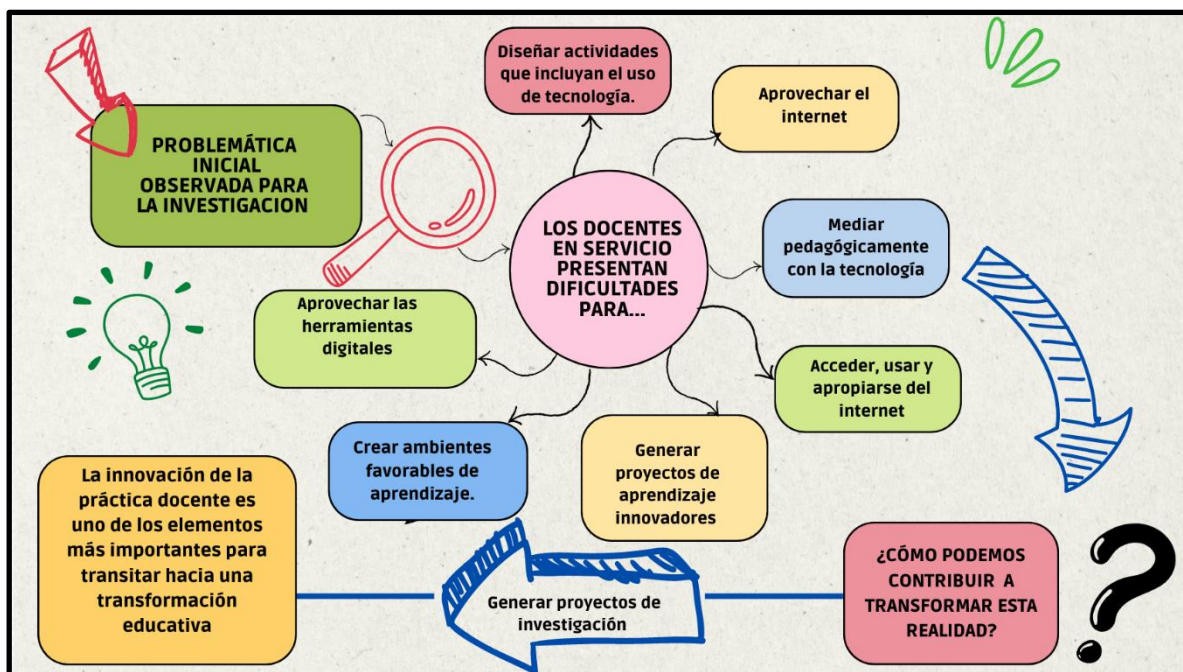 PROBLEMÁTICA
INICIAL
OBSERVADA PARA
LA INVESTIGACION
LOS DOCENTES
EN SERVICIO
PRESENTAN
DIFICULTADES
PARA...
Diseñar actividades
que incluyan el uso
de tecnología.
Aprovechar el
internet
Mediar
pedagógicamente
con la tecnología
Acceder, usar y
apropiarse del
internet
Generar
proyectos de
aprendizaje
innovadores
Crear ambientes
favorables de
aprendizaje.
Aprovechar las
herramientas
digitales
¿CÓMO PODEMOS
CONTRIBUIR A
TRANSFORMAR ESTA
REALIDAD?
?
Generar proyectos de
investigación
La innovación de la
práctica docente es
uno de los elementos
más importantes para
transitar hacia una
transformación
educativa